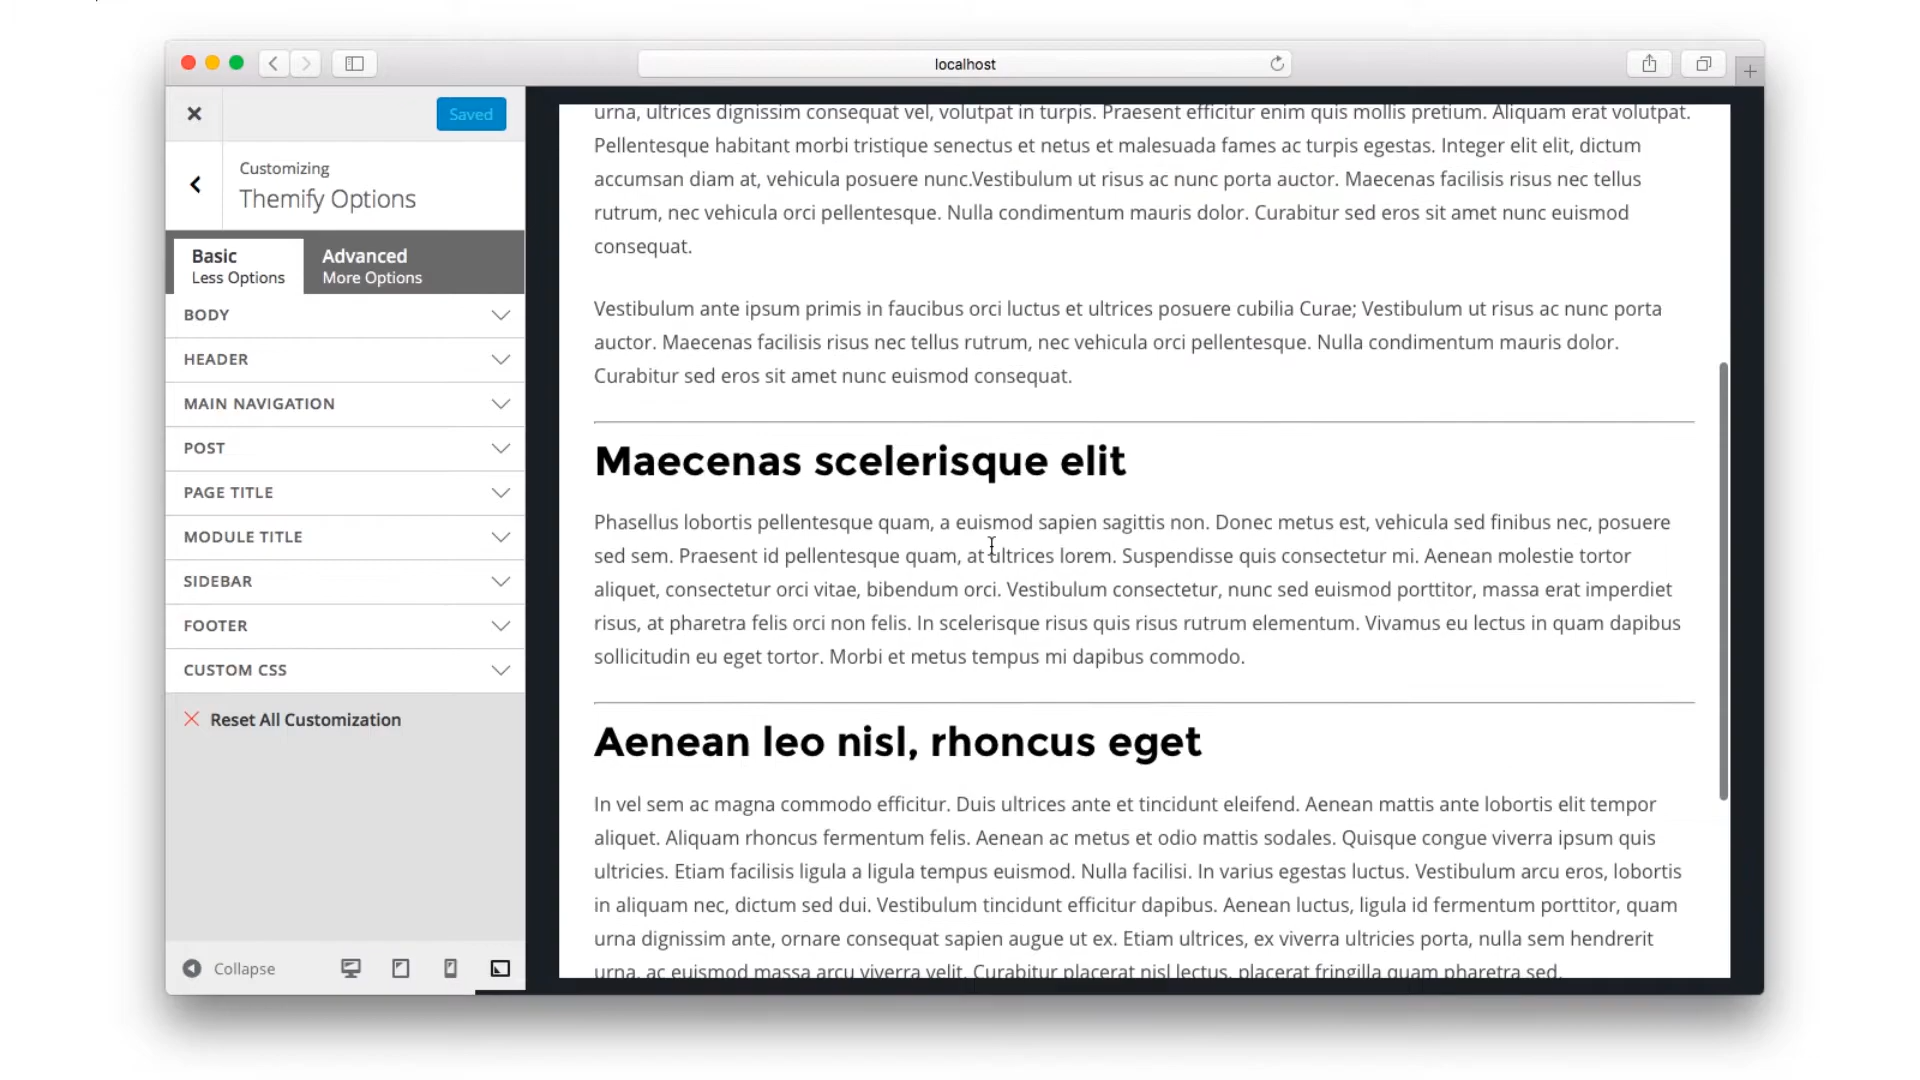 localhost
Saved
Customizing
Themify Options
Basic
Less Options
Advanced
More Options
BODY
HEADER
MAIN NAVIGATION
POST
PAGE TITLE
MODULE TITLE
SIDEBAR
FOOTER
CUSTOM CSS
Reset All Customization
Collapse
urna, ultrices dignissim consequat vel, volutpat in turpis. Praesent efficitur enim quis mollis pretium. Aliquam erat volutpat.
Pellentesque habitant morbi tristique senectus et netus et malesuada fames ac turpis egestas. Integer elit elit, dictum
accumsan diam at, vehicula posuere nunc.Vestibulum ut risus ac nunc porta auctor. Maecenas facilisis risus nec tellus
rutrum, nec vehicula orci pellentesque. Nulla condimentum mauris dolor. Curabitur sed eros sit amet nunc euismod
consequat.
Vestibulum ante ipsum primis in faucibus orci luctus et ultrices posuere cubilia Curae; Vestibulum ut risus ac nunc porta
auctor. Maecenas facilisis risus nec tellus rutrum, nec vehicula orci pellentesque. Nulla condimentum mauris dolor.
Curabitur sed eros sit amet nunc euismod consequat.
Maecenas scelerisque elit
Phasellus lobortis pellentesque quam, a euismod sapien sagittis non. Donec metus est, vehicula sed finibus nec, posuere
sed sem. Praesent id pellentesque quam, at ultrices lorem. Suspendisse quis consectetur mi. Aenean molestie tortor
aliquet, consectetur orci vitae, bibendum orci. Vestibulum consectetur, nunc sed euismod porttitor, massa erat imperdiet
risus, at pharetra felis orci non felis. In scelerisque risus quis risus rutrum elementum. Vivamus eu lectus in quam dapibus
sollicitudin eu eget tortor. Morbi et metus tempus mi dapibus commodo.
Aenean leo nisl, rhoncus eget
In vel sem ac magna commodo efficitur. Duis ultrices ante et tincidunt eleifend. Aenean mattis ante lobortis elit tempor
aliquet. Aliquam rhoncus fermentum felis. Aenean ac metus et odio mattis sodales. Quisque congue viverra ipsum quis
ultricies. Etiam facilisis ligula a ligula tempus euismod. Nulla facilisi. In varius egestas luctus. Vestibulum arcu eros, lobortis
in aliquam nec, dictum sed dui. Vestibulum tincidunt efficitur dapibus. Aenean luctus, ligula id fermentum porttitor, quam
urna dignissim ante, ornare consequat sapien augue ut ex. Etiam ultrices, ex viverra ultricies porta, nulla sem hendrerit
urna, ac euismod massa arcu viverra velit. Curabitur placerat nisl lectus, placerat fringilla quam pharetra sed.